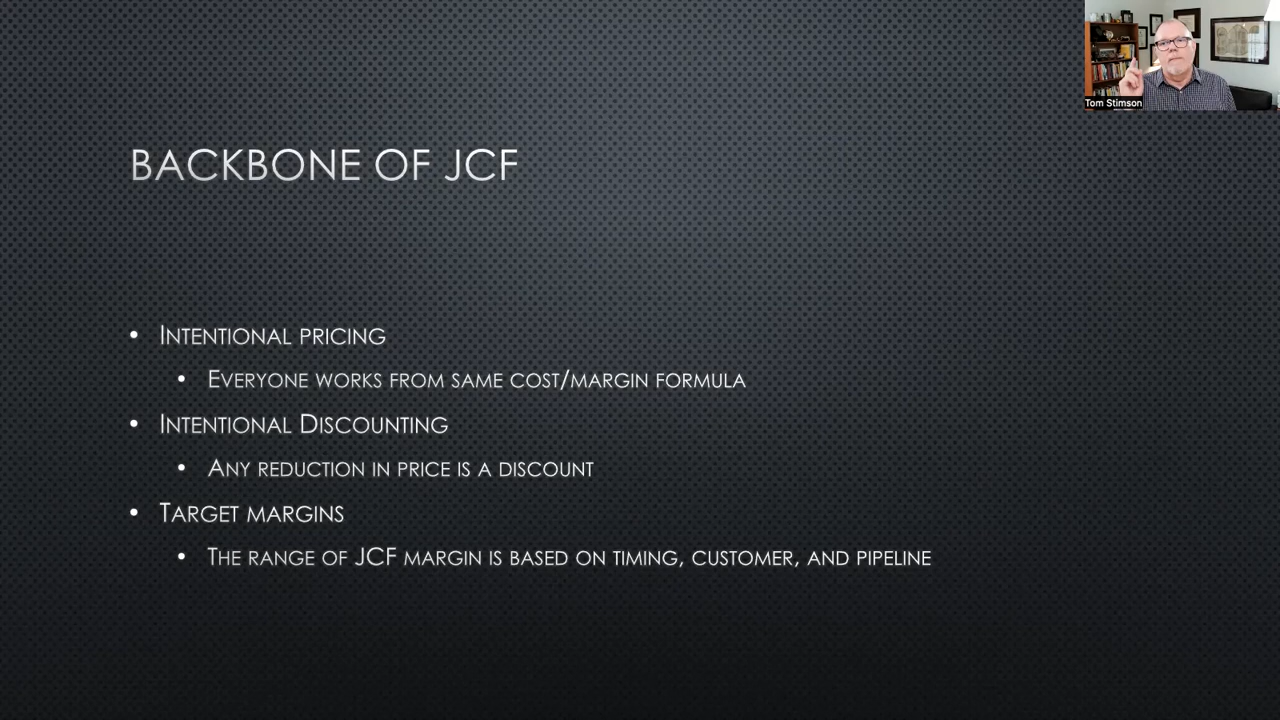 Tom Stimson
BACKBONE OF JCF
• INTENTIONAL PRICING
• EVERYONE WORKS FROM SAME COST/MARGIN FORMULA
• INTENTIONAL DISCOUNTING
• ANY REDUCTION IN PRICE IS A DISCOUNT
• TARGET MARGINS
• THE RANGE OF JCF MARGIN IS BASED ON TIMING, CUSTOMER, AND PIPELINE